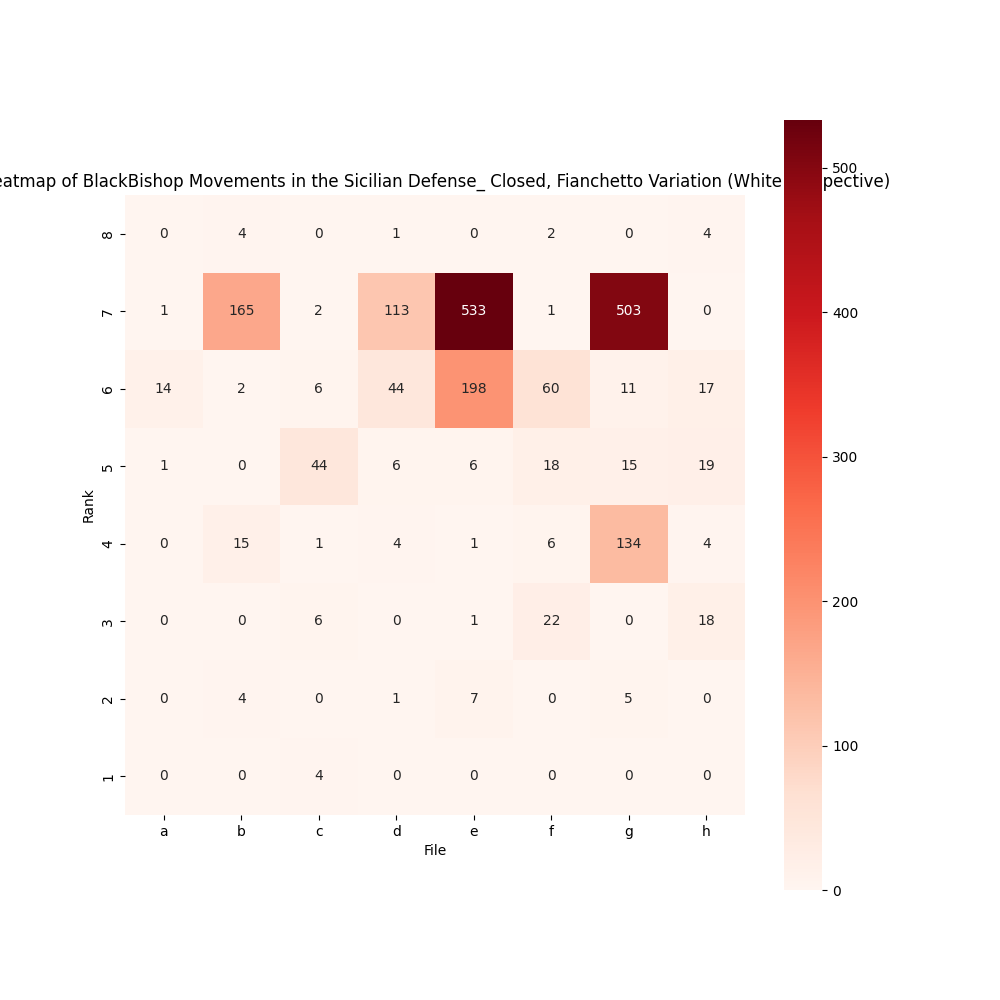 eatmap of BlackBishop Movements in the Sicilian Defense_ Closed, Fianchetto Variation (White pective)
8 0 4 0 1 0 2 0 4
7 1 165 2 113 533 1 503 0
6 14 2 6 44 198 60 11 17
5 1 0 44 6 6 18 15 19
4 0 15 1 4 1 6 134 4
3 0 0 6 0 1 22 0 18
2 0 4 0 1 7 0 5 0
1 0 0 4 0 0 0 0 0
a b c d e f g h
File
Rank
500
400
300
200
100
0